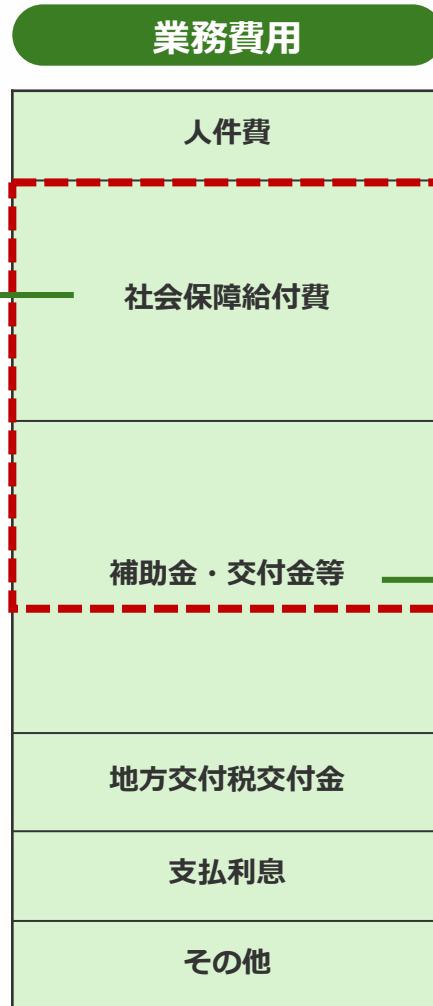 業務費用
人件費
社会保障給付費
補助金・交付金等
地方交付税交付金
支払利息
その他